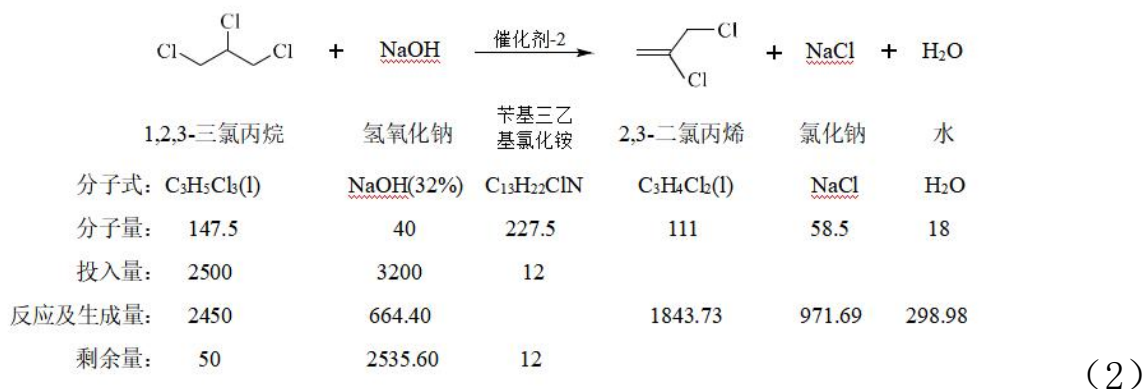 Cl Cl Cl + NaOH 催化剂-2 Cl Cl + NaCl + H₂O
1,2,3-三氯丙烷 氢氧化钠 苄基三乙基氯化铵 2,3-二氯丙烯 氯化钠 水
分子式: C₃H₅Cl₃(l) NaOH(32%) C₁₃H₂₂ClN C₃H₄Cl₂(l) NaCl H₂O
分子量: 147.5 40 227.5 111 58.5 18
投入量: 2500 3200 12
反应及生成量: 2450 664.40 1843.73 971.69 298.98
剩余量: 50 2535.60 12
(2)